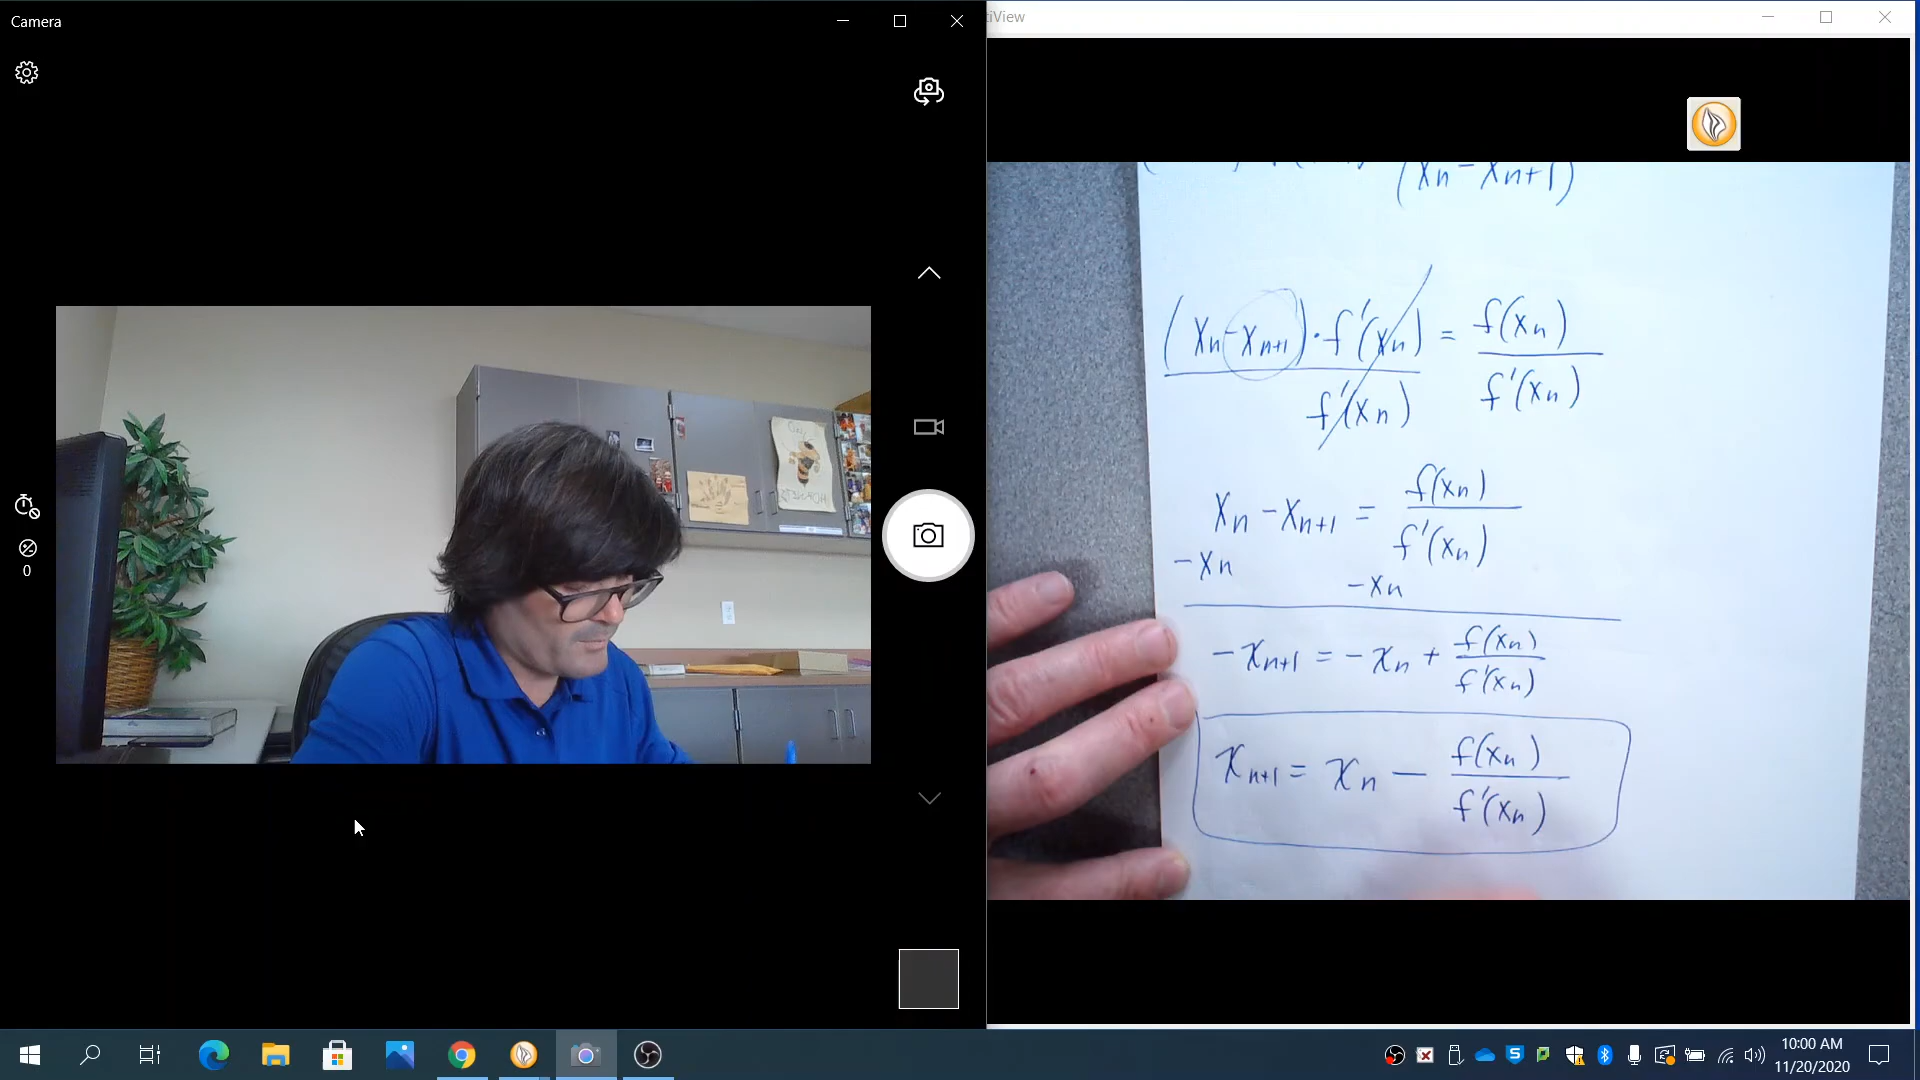 Camera
tiView
(xn - xn+1)
(xn - xn+1) · f'(xn) / f'(xn) = f(xn) / f'(xn)
xn - xn+1 = f(xn) / f'(xn)
-xn -xn
-xn+1 = -xn + f(xn) / f'(xn)
xn+1 = xn - f(xn) / f'(xn)
0
10:00 AM
11/20/2020